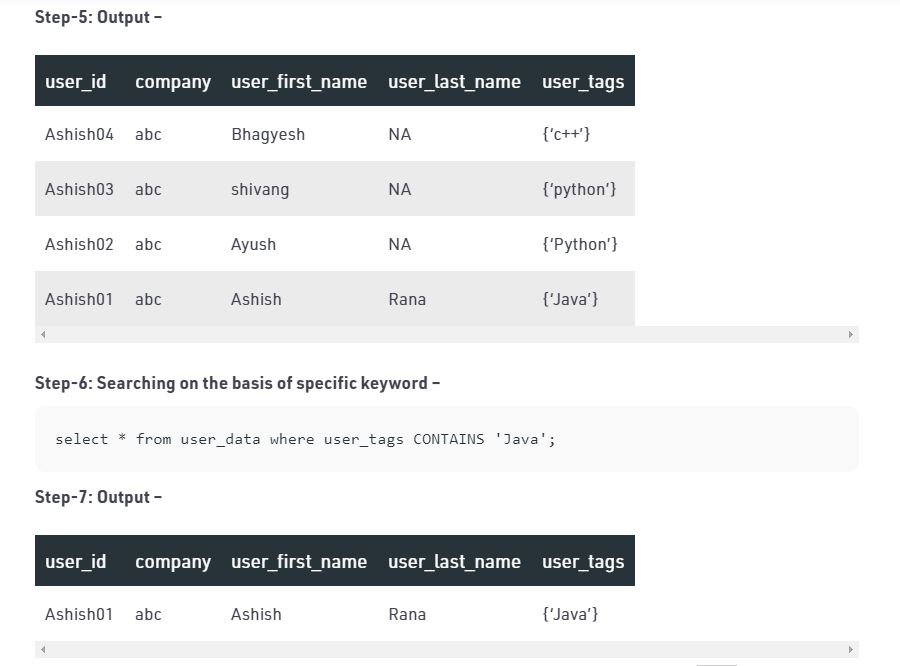 Step-5: Output –
user_id company user_first_name user_last_name user_tags
Ashish04 abc Bhagyesh NA {‘c++’}
Ashish03 abc shivang NA {‘python’}
Ashish02 abc Ayush NA {‘Python’}
Ashish01 abc Ashish Rana {‘Java’}
Step-6: Searching on the basis of specific keyword –
select * from user_data where user_tags CONTAINS 'Java';
Step-7: Output –
user_id company user_first_name user_last_name user_tags
Ashish01 abc Ashish Rana {‘Java’}